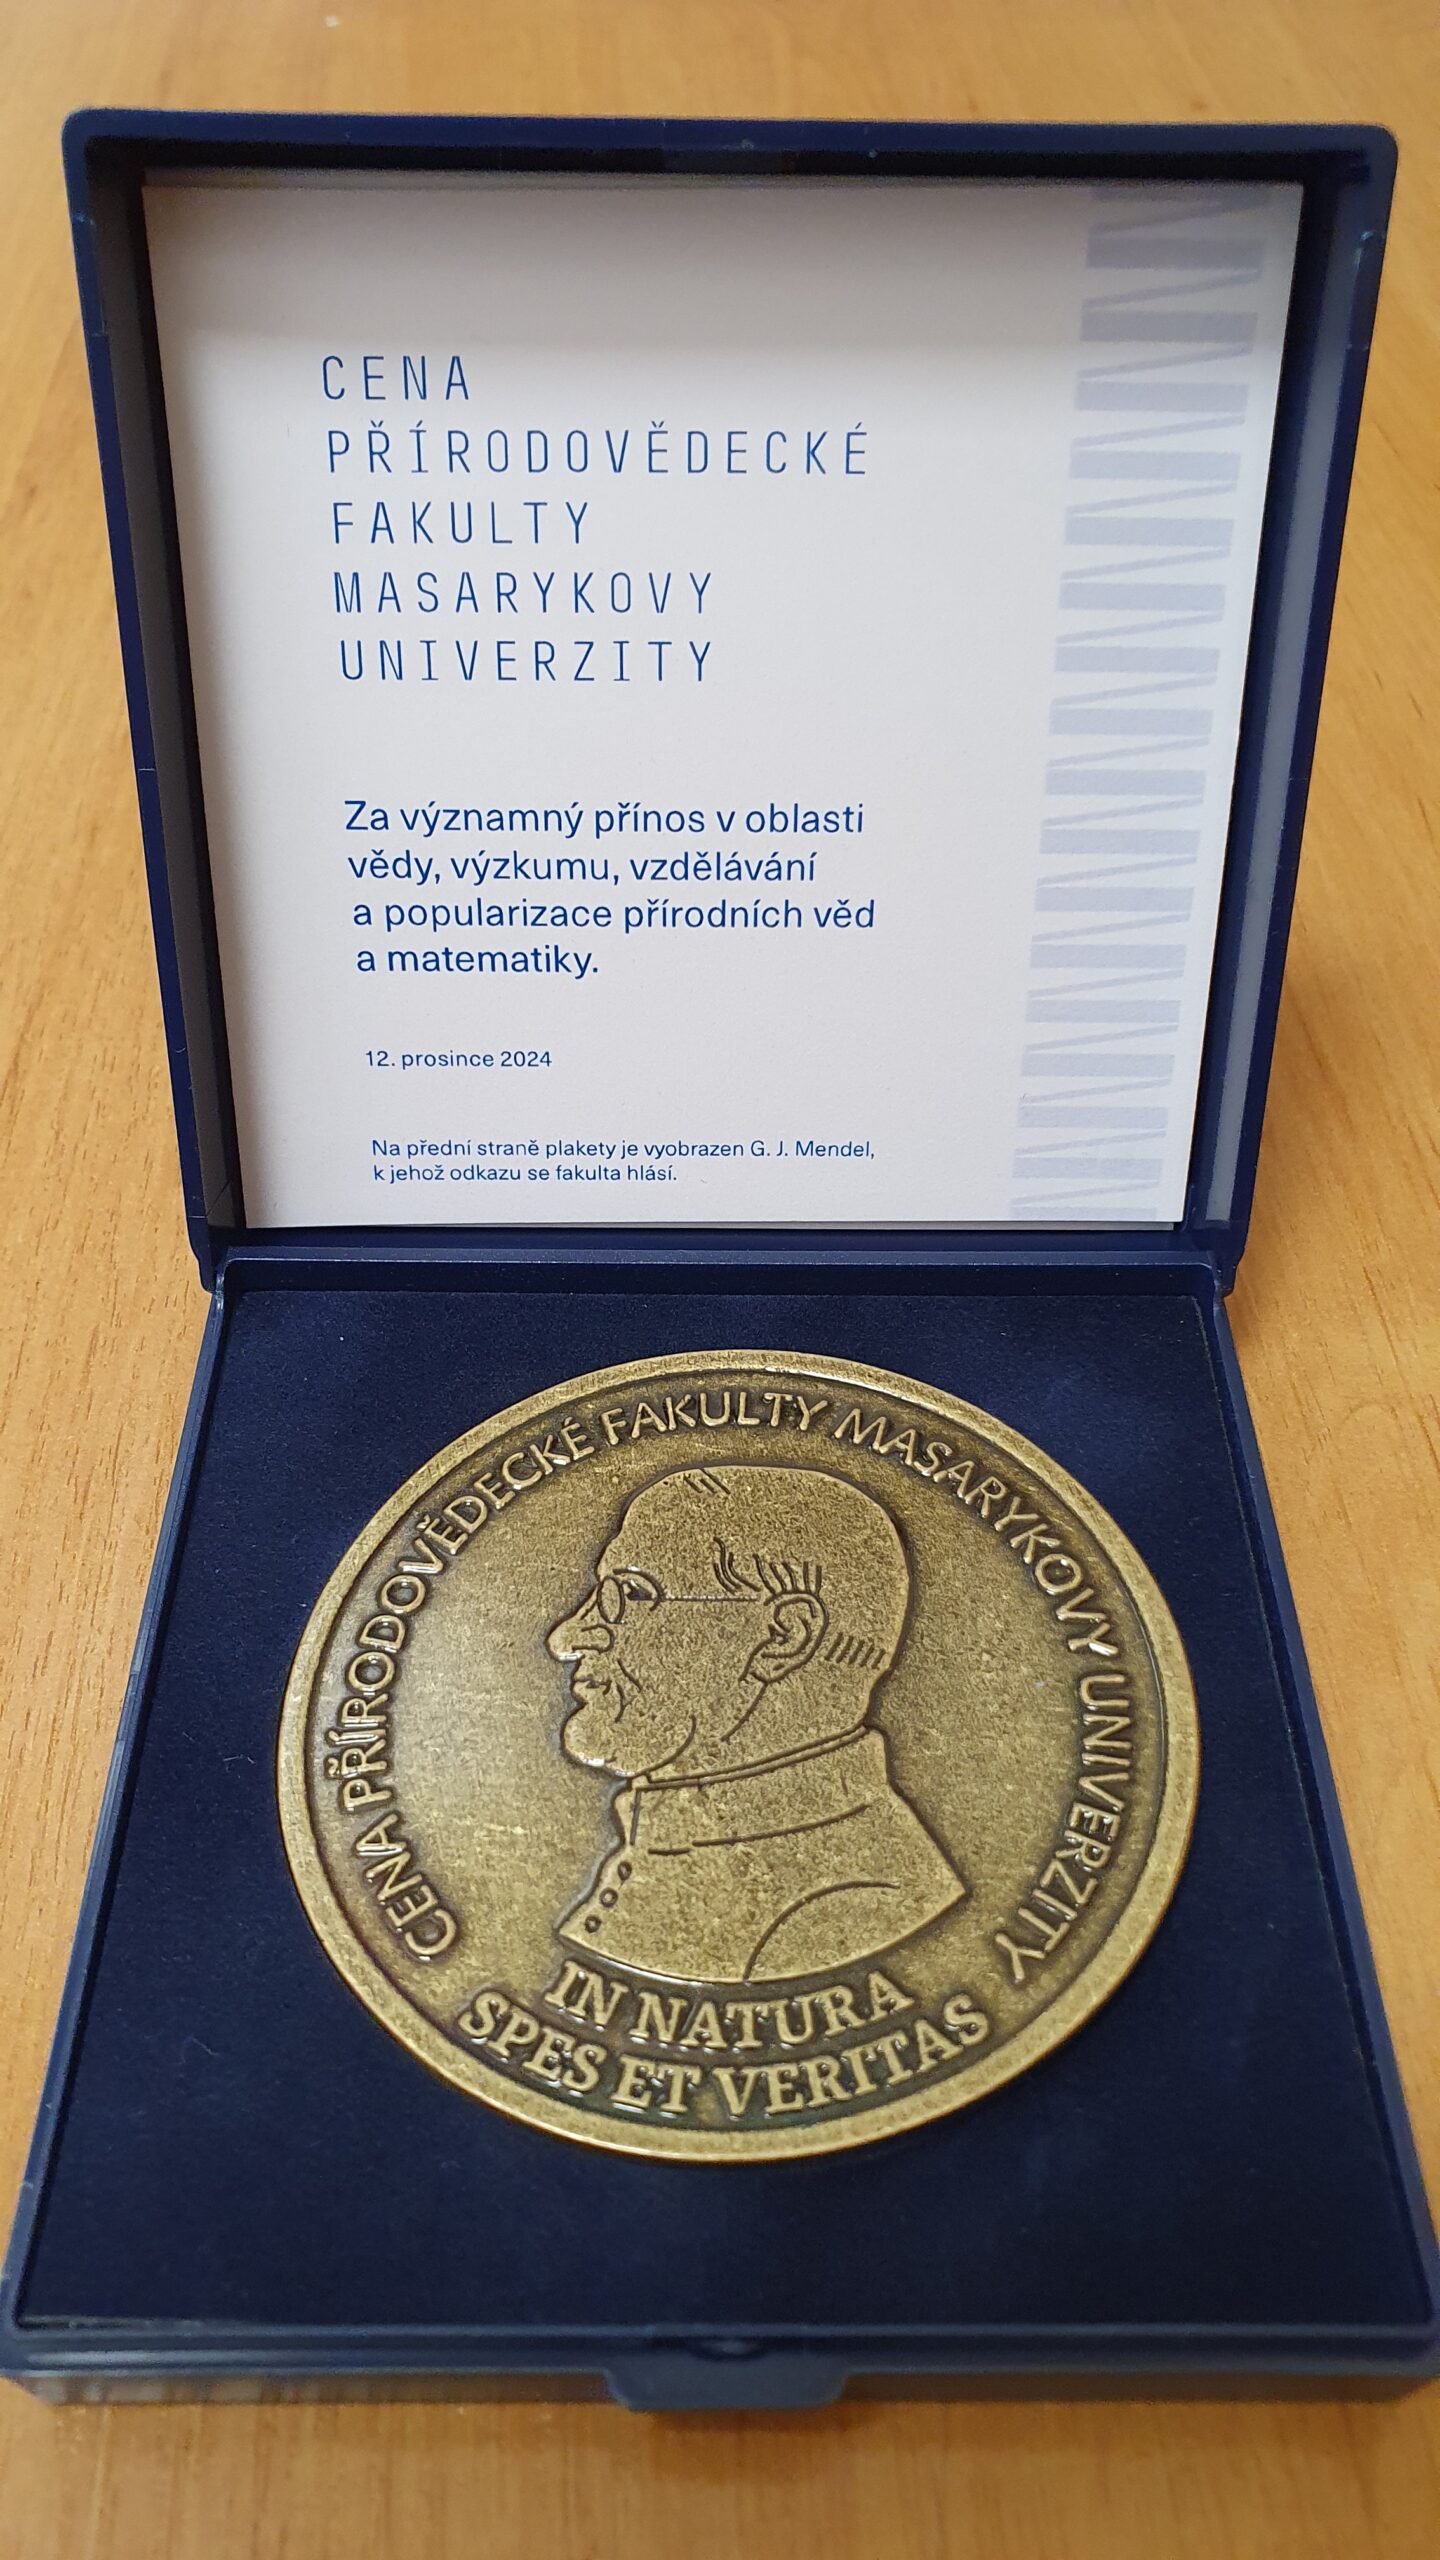 CENA
PŘÍRODOVĚDECKÉ
FAKULTY
MASARYKOVY
UNIVERZITY
Za významný přínos v oblasti
vědy, výzkumu, vzdělávání
a popularizace přírodních věd
a matematiky.
12. prosince 2024
Na přední straně plakety je vyobrazen G. J. Mendel,
k jehož odkazu se fakulta hlásí.
CENA PŘÍRODOVĚDECKÉ FAKULTY MASARYKOVY UNIVERZITY
IN NATURA
SPES ET VERITAS